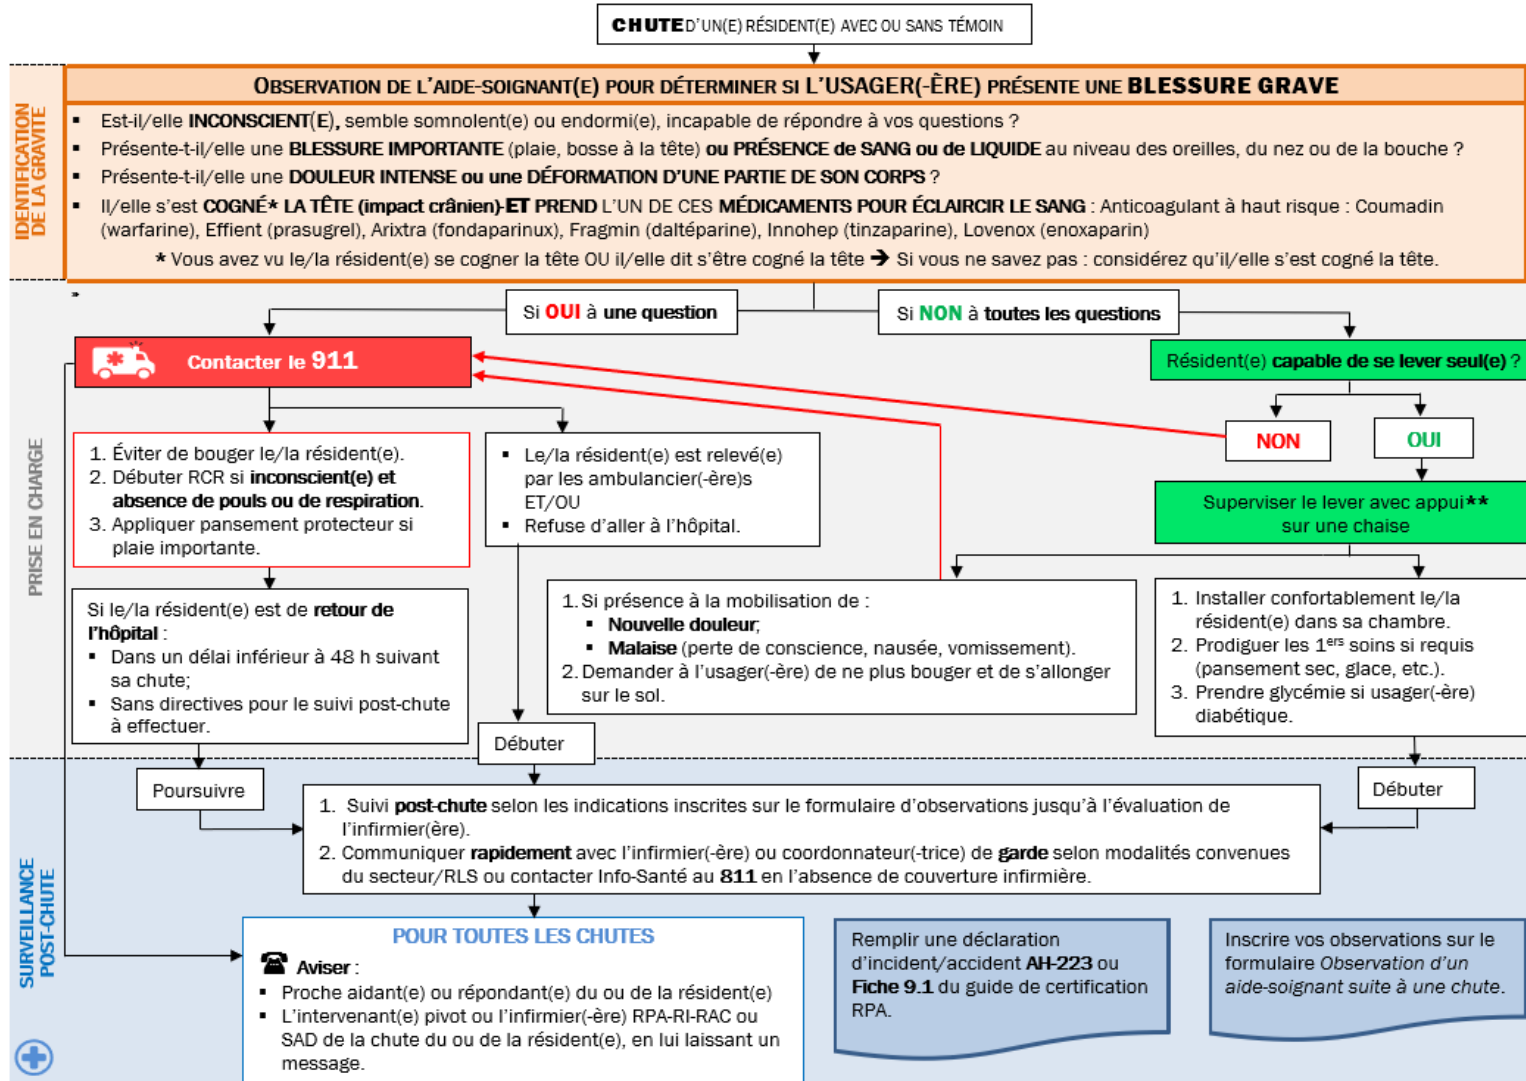 CHUTE D'UN(E) RÉSIDENT(E) AVEC OU SANS TÉMOIN
IDENTIFICATION
DE LA GRAVITÉ
OBSERVATION DE L'AIDE-SOIGNANT(E) POUR DÉTERMINER SI L'USAGER(-ÈRE) PRÉSENTE UNE BLESSURE GRAVE
▪ Est-il/elle INCONSCIENT(E), semble somnolent(e) ou endormi(e), incapable de répondre à vos questions ?
▪ Présente-t-il/elle une BLESSURE IMPORTANTE (plaie, bosse à la tête) ou PRÉSENCE de SANG ou de LIQUIDE au niveau des oreilles, du nez ou de la bouche ?
▪ Présente-t-il/elle une DOULEUR INTENSE ou une DÉFORMATION D'UNE PARTIE DE SON CORPS ?
▪ Il/elle s'est COGNÉ* LA TÊTE (impact crânien)-ET PREND L'UN DE CES MÉDICAMENTS POUR ÉCLAIRCIR LE SANG : Anticoagulant à haut risque : Coumadin
(warfarine), Effient (prasugrel), Arixtra (fondaparinux), Fragmin (daltéparine), Innohep (tinzaparine), Lovenox (enoxaparin)
* Vous avez vu le/la résident(e) se cogner la tête OU il/elle dit s'être cogné la tête ➔ Si vous ne savez pas : considérez qu'il/elle s'est cogné la tête.
PRISE EN CHARGE
Si OUI à une question
Si NON à toutes les questions
Contacter le 911
Résident(e) capable de se lever seul(e) ?
NON
OUI
1. Éviter de bouger le/la résident(e).
2. Débuter RCR si inconscient(e) et
absence de pouls ou de respiration.
3. Appliquer pansement protecteur si
plaie importante.
▪ Le/la résident(e) est relevé(e)
par les ambulancier(-ère)s
ET/OU
▪ Refuse d'aller à l'hôpital.
Superviser le lever avec appui**
sur une chaise
Si le/la résident(e) est de retour de
l'hôpital :
▪ Dans un délai inférieur à 48 h suivant
sa chute;
▪ Sans directives pour le suivi post-chute
à effectuer.
1. Si présence à la mobilisation de :
▪ Nouvelle douleur;
▪ Malaise (perte de conscience, nausée, vomissement).
2. Demander à l'usager(-ère) de ne plus bouger et de s'allonger
sur le sol.
1. Installer confortablement le/la
résident(e) dans sa chambre.
2. Prodiguer les 1ers soins si requis
(pansement sec, glace, etc.).
3. Prendre glycémie si usager(-ère)
diabétique.
Débuter
Poursuivre
Débuter
SURVEILLANCE
POST-CHUTE
1. Suivi post-chute selon les indications inscrites sur le formulaire d'observations jusqu'à l'évaluation de
l'infirmier(ère).
2. Communiquer rapidement avec l'infirmier(-ère) ou coordonnateur(-trice) de garde selon modalités convenues
du secteur/RLS ou contacter Info-Santé au 811 en l'absence de couverture infirmière.
POUR TOUTES LES CHUTES
Aviser :
▪ Proche aidant(e) ou répondant(e) du ou de la résident(e)
▪ L'intervenant(e) pivot ou l'infirmier(-ère) RPA-RI-RAC ou
SAD de la chute du ou de la résident(e), en lui laissant un
message.
Remplir une déclaration
d'incident/accident AH-223 ou
Fiche 9.1 du guide de certification
RPA.
Inscrire vos observations sur le
formulaire Observation d'un
aide-soignant suite à une chute.